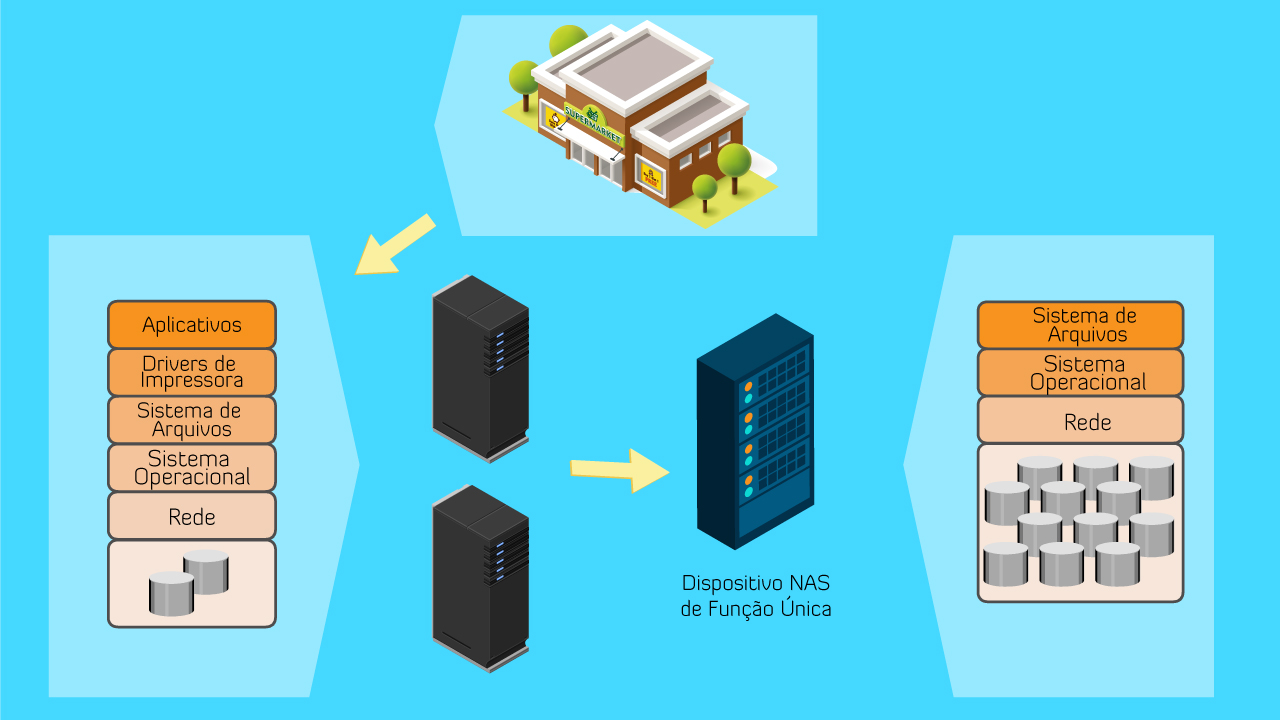 SUPERMARKET
Aplicativos
Drivers de
Impressora
Sistema de
Arquivos
Sistema
Operacional
Rede
Dispositivo NAS
de Função Única
Sistema de
Arquivos
Sistema
Operacional
Rede